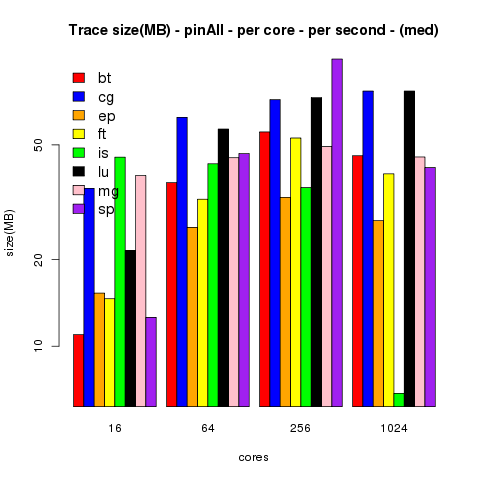 Trace size(MB) - pinAll - per core - per second - (med)
bt
cg
ep
ft
is
lu
mg
sp
size(MB)
50
20
10
16 64 256 1024
cores